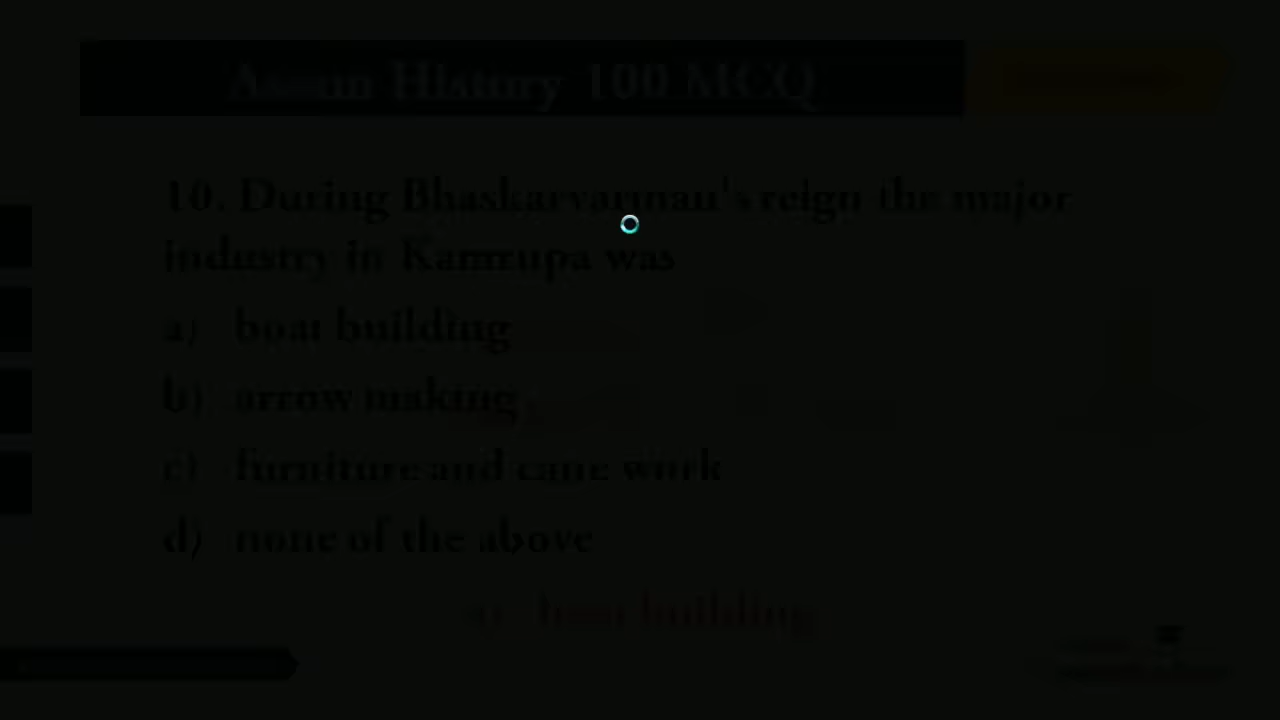 Assam History 100 MCQ
10. During Bhaskarvarman's reign the major
industry in Kamrupa was
a) boat building
b) arrow making
c) furniture and cane work
d) none of the above
a) boat building